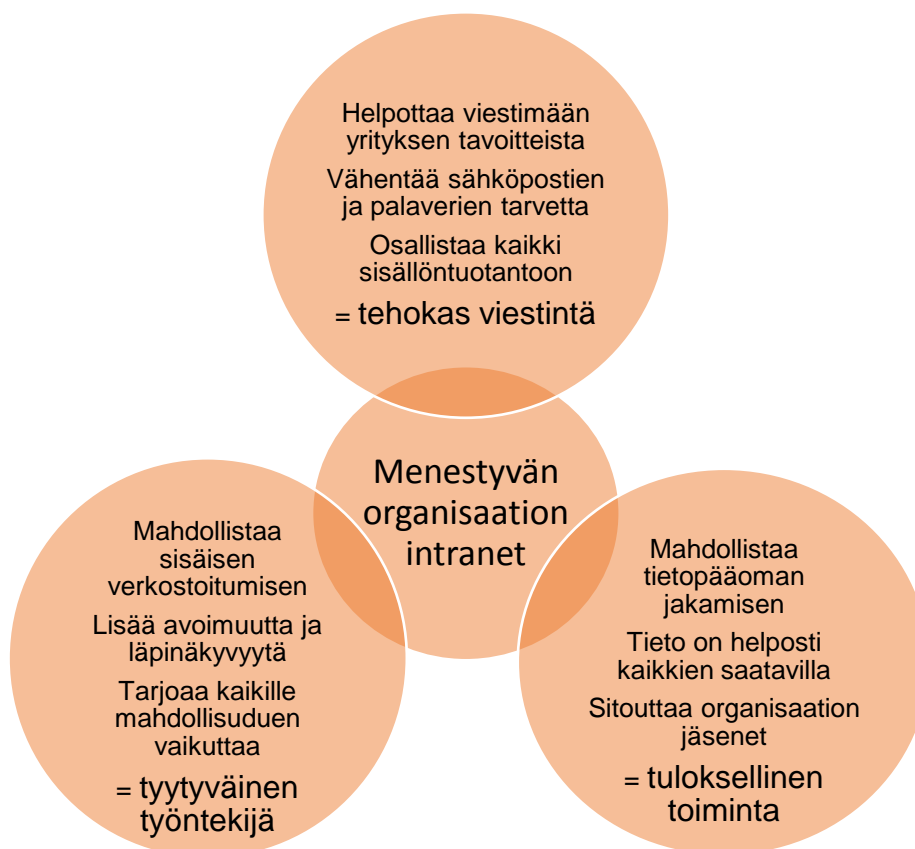 Helpottaa viestimään
yrityksen tavoitteista
Vähentää sähköpostien
ja palaverien tarvetta
Osallistaa kaikki
sisällöntuotantoon
= tehokas viestintä
Menestyvän
organisaation
intranet
Mahdollistaa
sisäisen
verkostoitumisen
Lisää avoimuutta ja
läpinäkyvyytä
Tarjoaa kaikille
mahdollisuduen
vaikuttaa
= tyytyväinen
työntekijä
Mahdollistaa
tietopääoman
jakamisen
Tieto on helposti
kaikkien saatavilla
Sitouttaa organisaation
jäsenet
= tuloksellinen
toiminta